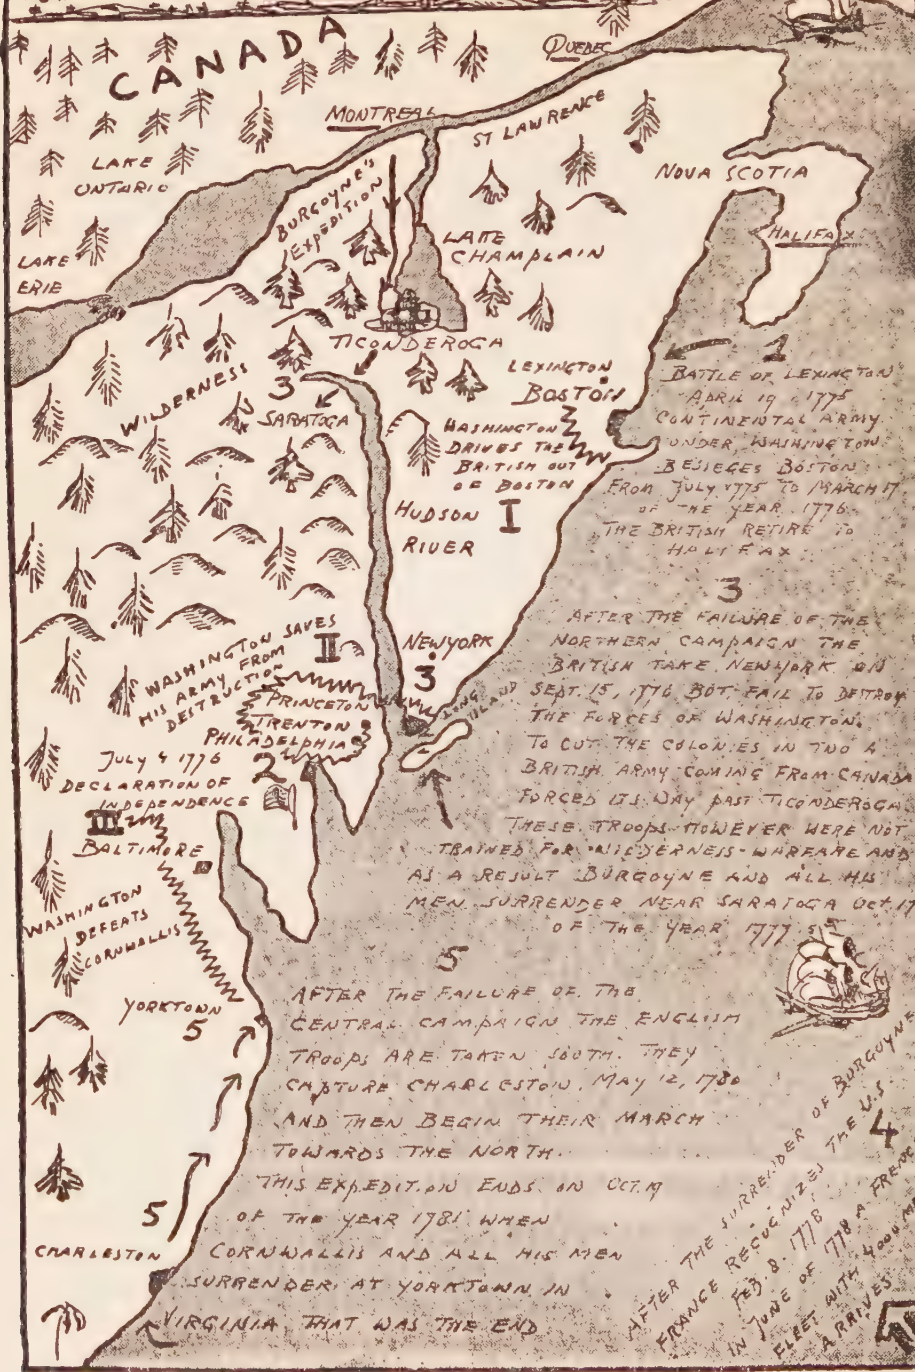 CANADA
QUEBEC
MONTREAL
ST LAWRENCE
LAKE
ONTARIO
NOVA SCOTIA
BURGOYNE'S
EXPEDITION
HALIFAX
LAKE
ERIE
LAKE
CHAMPLAIN
TICONDEROGA
WILDERNESS
3
SARATOGA
LEXINGTON
BOSTON
WASHINGTON
DRIVES THE
BRITISH OUT
OF BOSTON
I
HUDSON
RIVER
1
BATTLE OF LEXINGTON
APRIL 19 1775
CONTINENTAL ARMY
UNDER WASHINGTON
BESIEGES BOSTON
FROM JULY 1775 TO MARCH 17
OF THE YEAR 1776
THE BRITISH RETIRE TO
HALIFAX
WASHINGTON SAVES
HIS ARMY FROM
DESTRUCTION
II
NEWYORK
3
LONG
ISLAND
PRINCETON
TRENTON
PHILADELPHIA
2
JULY 4 1776
DECLARATION OF
INDEPENDENCE
III
BALTIMORE
3
AFTER THE FAILURE OF THE
NORTHERN CAMPAIGN THE
BRITISH TAKE NEWYORK ON
SEPT. 15, 1776 BUT FAIL TO DESTROY
THE FORCES OF WASHINGTON.
TO CUT THE COLONIES IN TWO A
BRITISH ARMY COMING FROM CANADA
FORCED ITS WAY PAST TICONDEROGA
THESE TROOPS HOWEVER WERE NOT
TRAINED FOR WILDERNESS-WARFARE AND
AS A RESULT BURGOYNE AND ALL HIS
MEN SURRENDER NEAR SARATOGA OCT. 17
OF THE YEAR 1777
WASHINGTON
DEFEATS
CORNWALLIS
YORKTOWN
5
5
CHARLESTON
5
AFTER THE FAILURE OF THE
CENTRAL CAMPAIGN THE ENGLISH
TROOPS ARE TAKEN SOUTH. THEY
CAPTURE CHARLESTON. MAY 12, 1780
AND THEN BEGIN THEIR MARCH
TOWARDS THE NORTH.
THIS EXPEDITION ENDS ON OCT. 19
OF THE YEAR 1781 WHEN
CORNWALLIS AND ALL HIS MEN
SURRENDER AT YORKTOWN IN
VIRGINIA THAT WAS THE END
4
AFTER THE SURRENDER OF BURGOYNE
FRANCE RECOGNIZES THE U.S.
FEB. 8. 1778
IN JUNE OF 1778 A FRENC
FLEET WITH 4000 M
ARRIVES